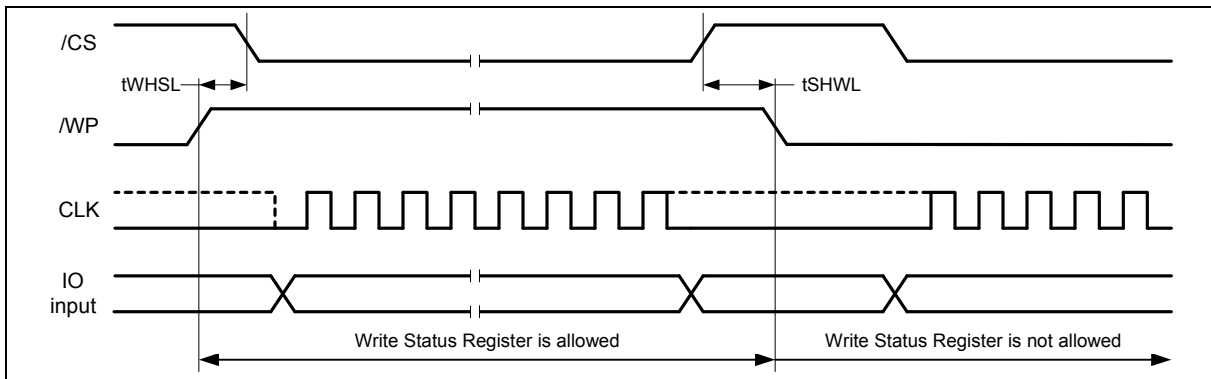 /CS
tWHSL
tSHWL
/WP
CLK
IO
input
Write Status Register is allowed
Write Status Register is not allowed